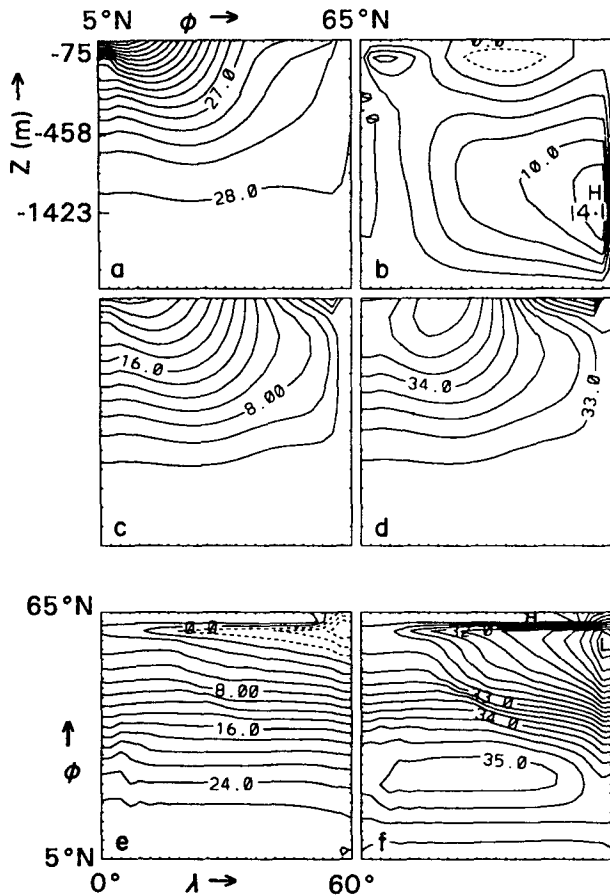 5°N ϕ → 65°N
-75
-458
-1423
Z (m) →
27.0
28.0
a
10.0
H
14.1
b
16.0
8.00
c
34.0
33.0
d
65°N
0.0
8.00
16.0
24.0
e
H
L
33.0
34.0
35.0
f
ϕ →
5°N
0° λ → 60°